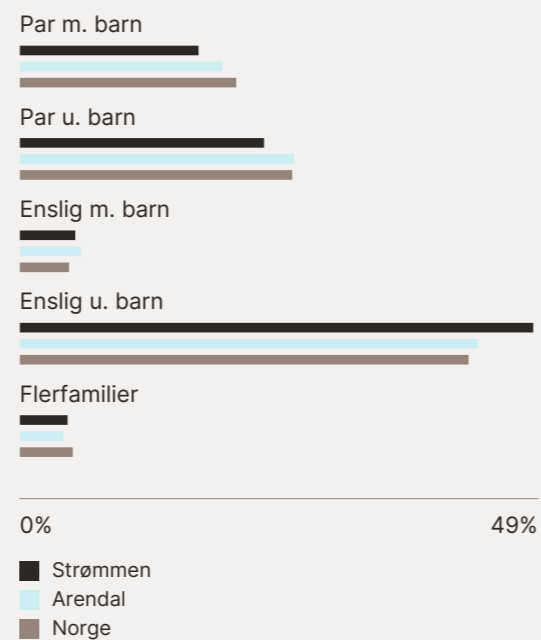 Par m. barn
Par u. barn
Enslig m. barn
Enslig u. barn
Flerfamilier
0% 49%
Strømmen
Arendal
Norge